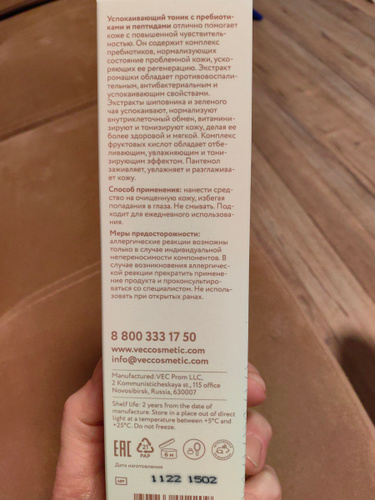 Успокаивающий тоник с пребиоти-
ками и пептидами отлично помогает
коже с повышенной чувствитель-
ностью. Он содержит комплекс
пребиотиков, нормализующих
состояние проблемной кожи, уско-
ряющих ее регенерацию. Экстракт
ромашки обладает противовоспали-
тельным, антибактериальным и
успокаивающим свойствами.
Экстракты шиповника и зеленого
чая успокаивают, нормализуют
внутриклеточный обмен, витамини-
зируют и тонизируют кожу, делая ее
более здоровой и мягкой. Комплекс
фруктовых кислот обладает отбе-
ливающим, увлажняющим и тони-
зирующим эффектом. Пантенол
заживляет, увлажняет и разглажива-
ет кожу.
Способ применения: нанести сред-
ство на очищенную кожу, избегая
попадания в глаза. Не смывать. Под-
ходит для ежедневного использова-
ния.
Меры предосторожности:
аллергические реакции возможны
только в случае индивидуальной
непереносимости компонентов. В
случае возникновения аллергичес-
кой реакции прекратить примене-
ние продукта и проконсультиро-
ваться со специалистом. Не исполь-
зовать при открытых ранах.
8 800 333 17 50
www.veccosmetic.com
info@veccosmetic.com
Manufactured: VEC Prom LLC,
2 Kommunisticheskaya st., 115 office
Novosibirsk, Russia, 630007
Shelf life: 2 years from the date of
manufacture. Store in a place out of direct
light at a temperature between +5°C and
+25°C. Do not freeze.
EAC
21
PAP
6 M
Дата изготовления
1122 1502